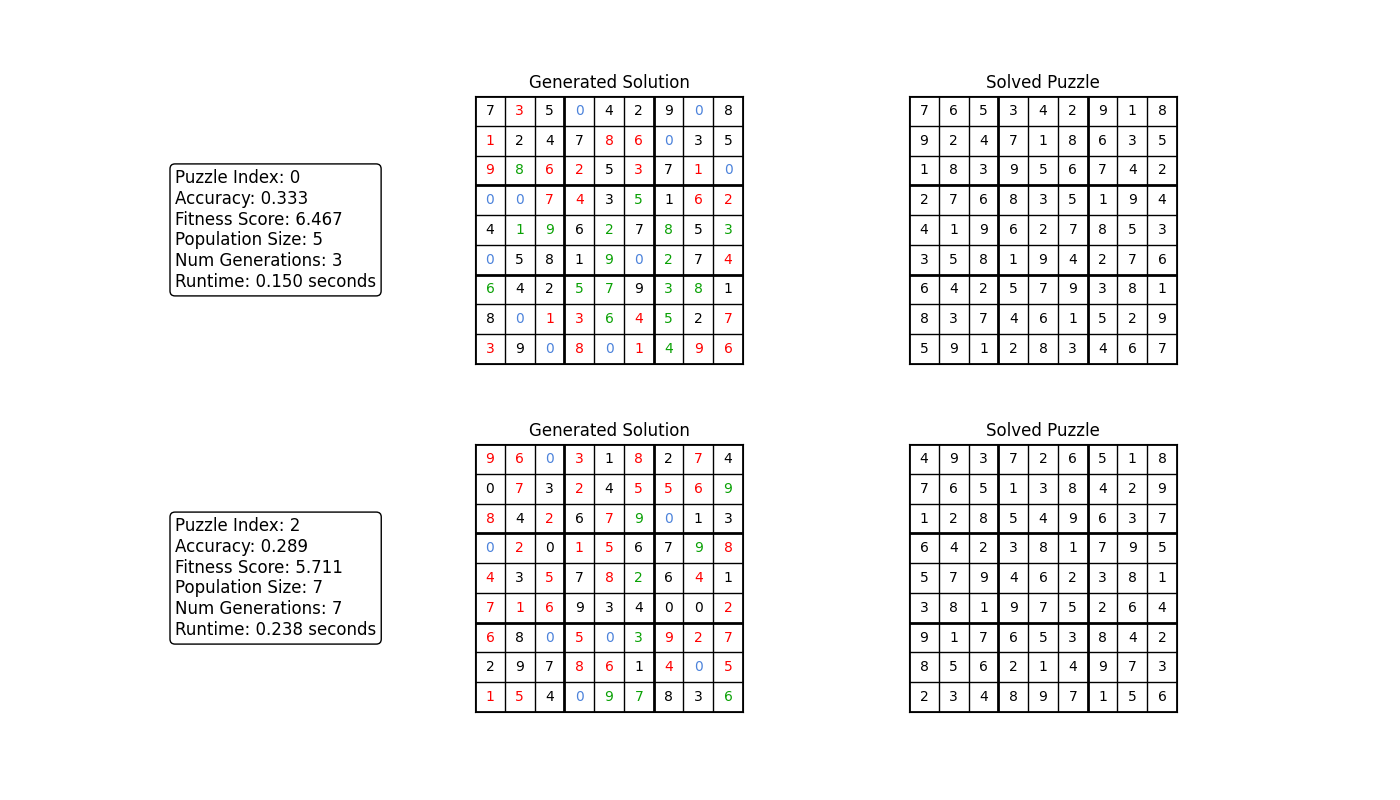 Generated Solution
Solved Puzzle
Puzzle Index: 0
Accuracy: 0.333
Fitness Score: 6.467
Population Size: 5
Num Generations: 3
Runtime: 0.150 seconds
7 3 5 0 4 2 9 0 8
1 2 4 7 8 6 0 3 5
9 8 6 2 5 3 7 1 0
0 0 7 4 3 5 1 6 2
4 1 9 6 2 7 8 5 3
0 5 8 1 9 0 2 7 4
6 4 2 5 7 9 3 8 1
8 0 1 3 6 4 5 2 7
3 9 0 8 0 1 4 9 6
7 6 5 3 4 2 9 1 8
9 2 4 7 1 8 6 3 5
1 8 3 9 5 6 7 4 2
2 7 6 8 3 5 1 9 4
4 1 9 6 2 7 8 5 3
3 5 8 1 9 4 2 7 6
6 4 2 5 7 9 3 8 1
8 3 7 4 6 1 5 2 9
5 9 1 2 8 3 4 6 7
Generated Solution
Solved Puzzle
Puzzle Index: 2
Accuracy: 0.289
Fitness Score: 5.711
Population Size: 7
Num Generations: 7
Runtime: 0.238 seconds
9 6 0 3 1 8 2 7 4
0 7 3 2 4 5 5 6 9
8 4 2 6 7 9 0 1 3
0 2 0 1 5 6 7 9 8
4 3 5 7 8 2 6 4 1
7 1 6 9 3 4 0 0 2
6 8 0 5 0 3 9 2 7
2 9 7 8 6 1 4 0 5
1 5 4 0 9 7 8 3 6
4 9 3 7 2 6 5 1 8
7 6 5 1 3 8 4 2 9
1 2 8 5 4 9 6 3 7
6 4 2 3 8 1 7 9 5
5 7 9 4 6 2 3 8 1
3 8 1 9 7 5 2 6 4
9 1 7 6 5 3 8 4 2
8 5 6 2 1 4 9 7 3
2 3 4 8 9 7 1 5 6